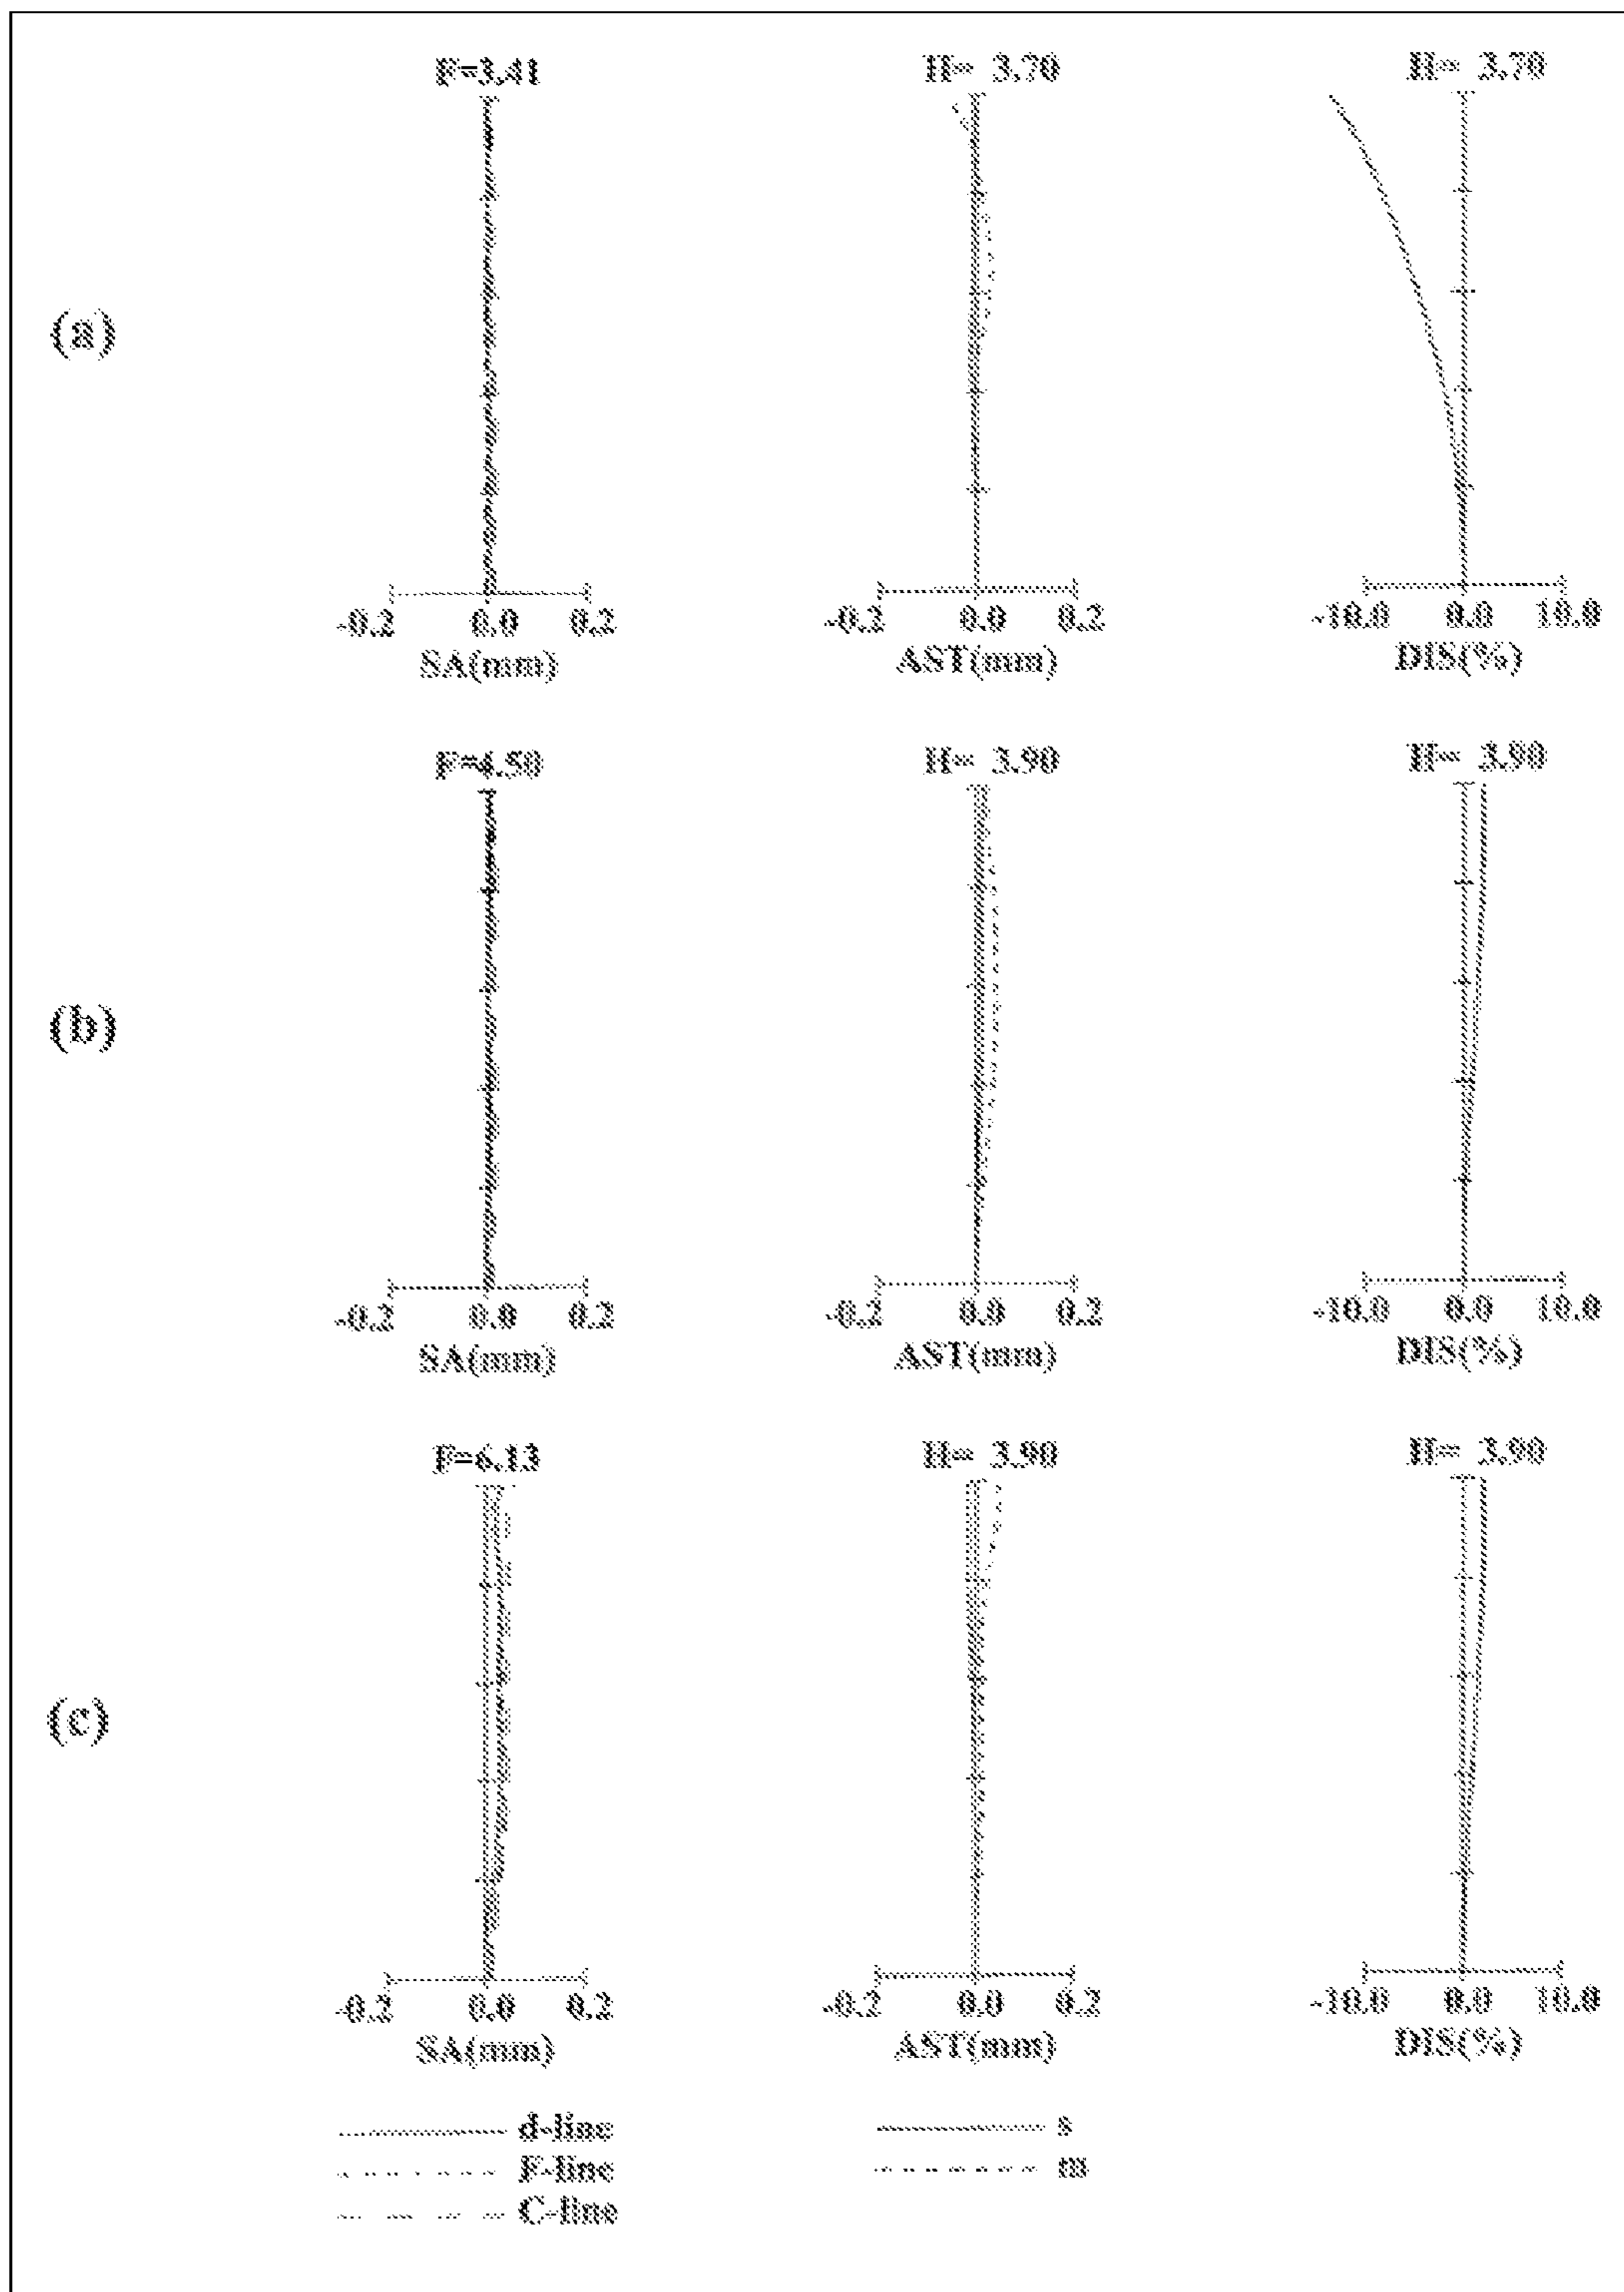 F=3.41 H= 3.70 H= 3.70
(a)
-0.2 0.0 0.2 -0.2 0.0 0.2 -10.0 0.0 10.0
SA(mm) AST(mm) DIS(%)
F=4.50 H= 3.90 H= 3.90
(b)
-0.2 0.0 0.2 -0.2 0.0 0.2 -10.0 0.0 10.0
SA(mm) AST(mm) DIS(%)
F=6.13 H= 3.90 H= 3.90
(c)
-0.2 0.0 0.2 -0.2 0.0 0.2 -10.0 0.0 10.0
SA(mm) AST(mm) DIS(%)
d-line s
F-line m
C-line